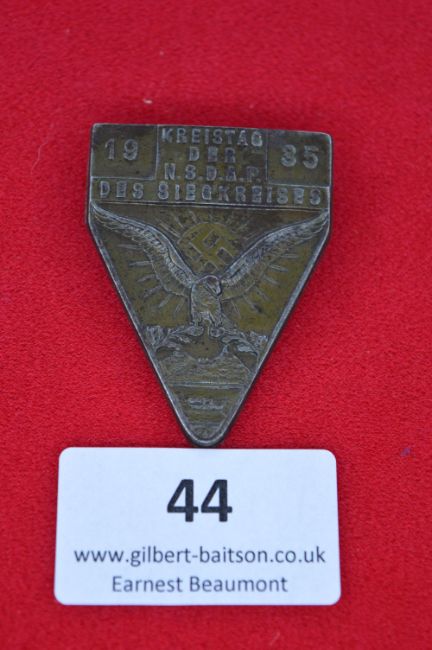 19 KREISTAG 35
DER
N.S.D.A.P.
DES SIEGKREISES
44
www.gilbert-baitson.co.uk
Earnest Beaumont